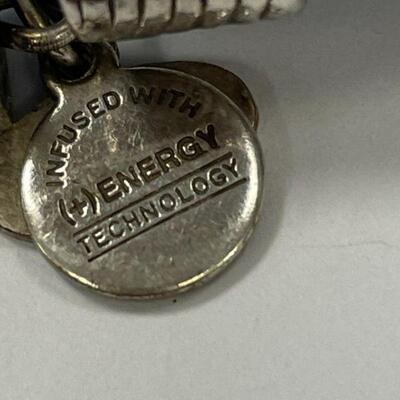 INFUSED WITH
(+) ENERGY
TECHNOLOGY